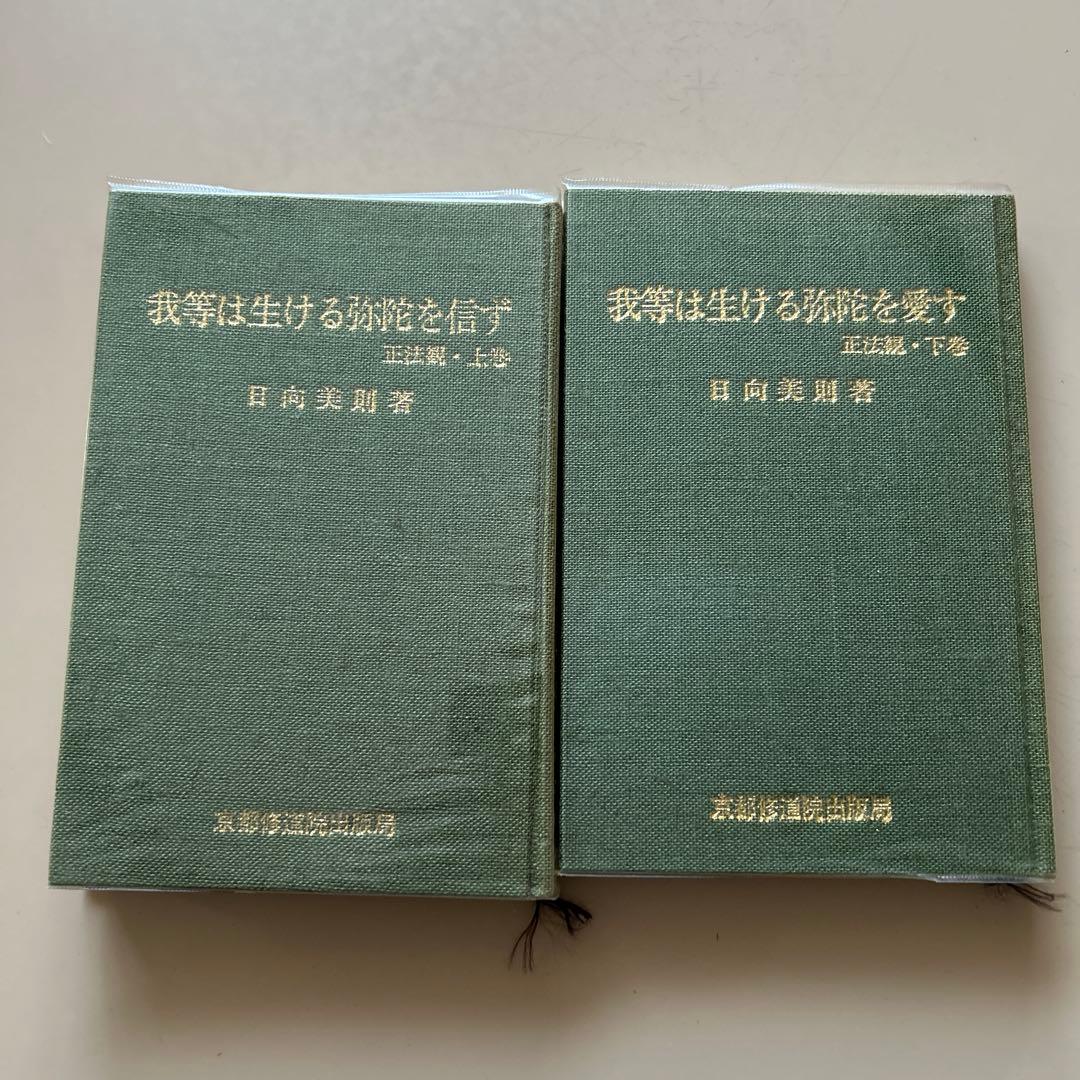 我等は生ける弥陀を信ず
正法観・上巻
日向美則著
京都修道院出版局
我等は生ける弥陀を愛す
正法観・下巻
日向美則著
京都修道院出版局